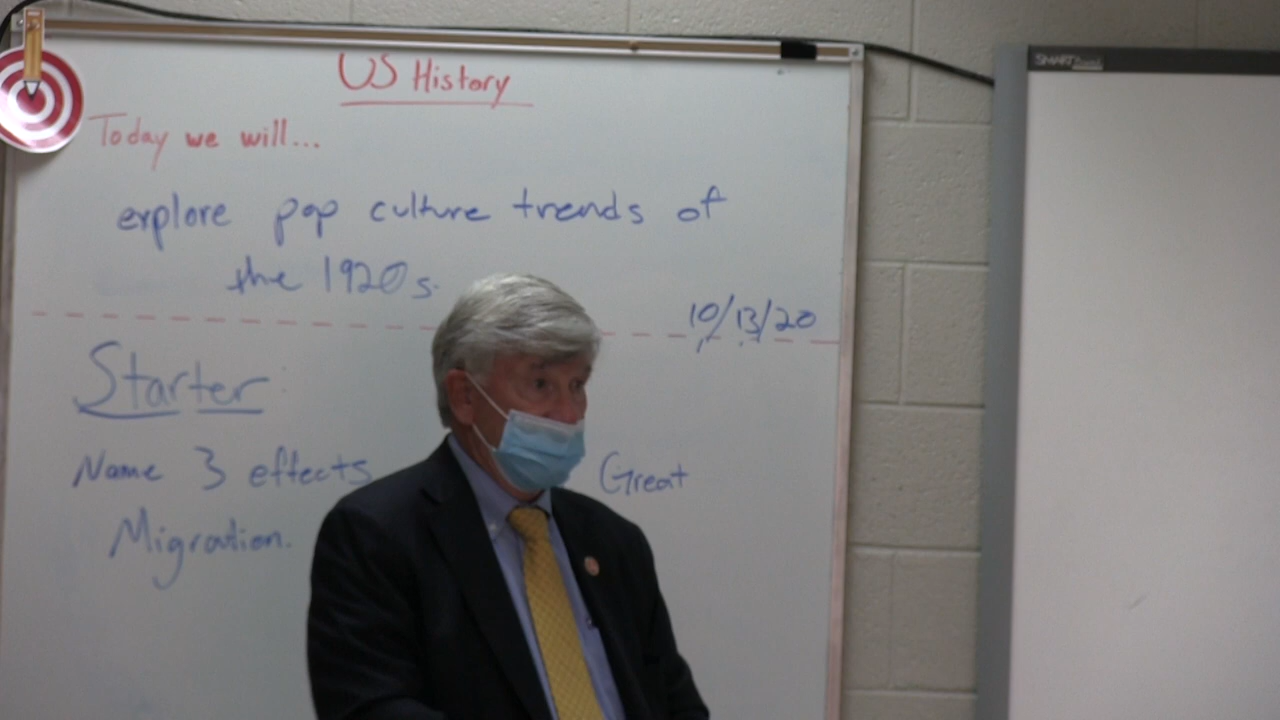 SMART
US History
Today we will...
explore pop culture trends of
the 1920s.
10/13/20
Starter:
Name 3 effects Great
Migration.